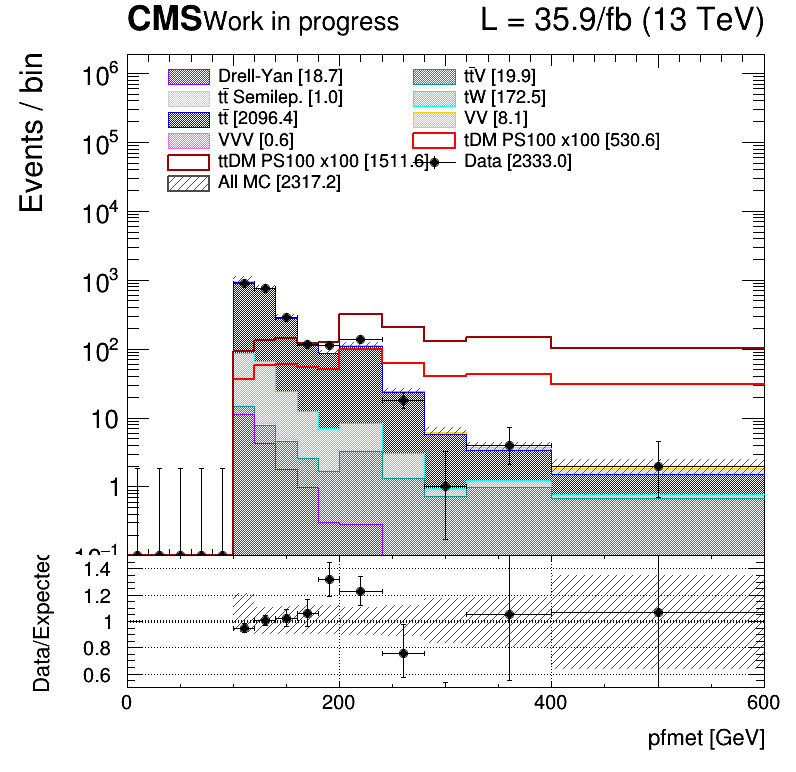 CMS Work in progress L = 35.9/fb (13 TeV)
Events / bin
10⁶
10⁵
10⁴
10³
10²
10
1
10⁻¹
Drell-Yan [18.7] tt̄V [19.9]
tt̄ Semilep. [1.0] tW [172.5]
tt̄ [2096.4] VV [8.1]
VVV [0.6] tDM PS100 x100 [530.6]
ttDM PS100 x100 [1511.6] Data [2333.0]
All MC [2317.2]
Data/Expected
1.4
1.2
1
0.8
0.6
0 200 400 600
pfmet [GeV]